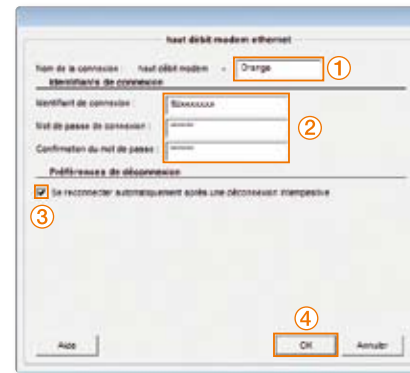 haut débit modem ethernet
Nom de la connexion : haut débit modem - Orange ①
Identifiants de connexion
Identifiant de connexion : fti/xxxxxxx
Mot de passe de connexion : ******* ②
Confirmation du mot de passe : *******
Préférences de déconnexion
Se reconnecter automatiquement après une déconnexion intempestive
③
④
Aide OK Annuler